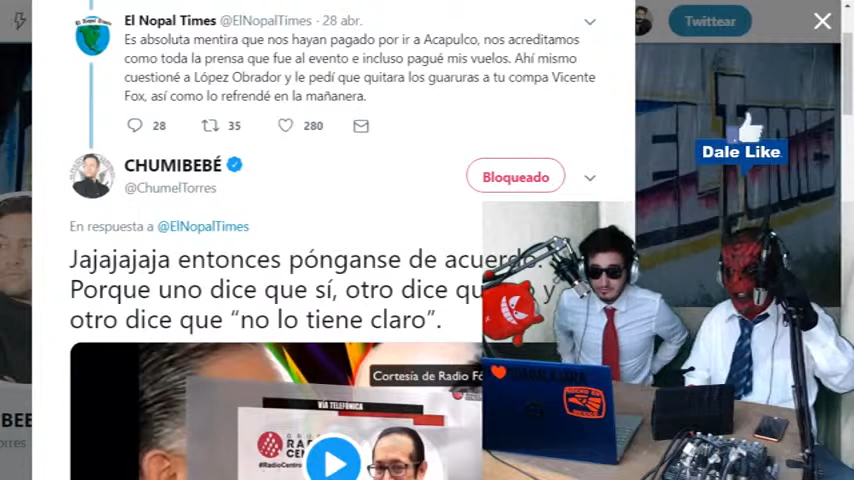 El Nopal Times @ElNopalTimes · 28 abr.
Es absoluta mentira que nos hayan pagado por ir a Acapulco, nos acreditamos
como toda la prensa que fue al evento e incluso pagué mis vuelos. Ahí mismo
cuestioné a López Obrador y le pedí que quitara los guaruras a tu compa Vicente
Fox, así como lo refrendé en la mañanera.
28 35 280
Twittear
Dale Like
CHUMIBEBÉ
@ChumelTorres
Bloqueado
En respuesta a @ElNopalTimes
Jajajajaja entonces pónganse de acuerdo.
Porque uno dice que sí, otro dice qu y
otro dice que “no lo tiene claro”.
Cortesía de Radio Fó
VÍA TELEFÓNICA
HECHO EN
MÉXICO
#RadioCentro